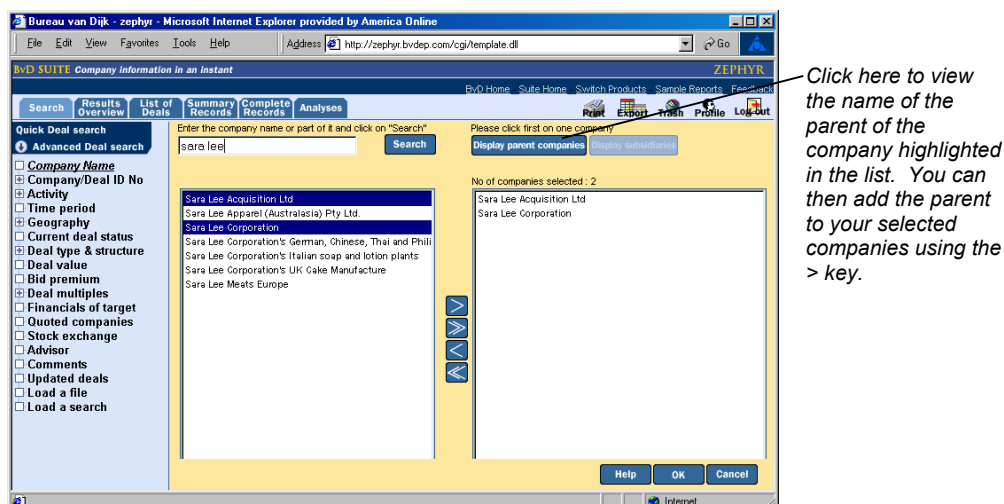 Bureau van Dijk - zephyr - Microsoft Internet Explorer provided by America Online
File Edit View Favorites Tools Help Address http://zephyr.bvdep.com/cgi/template.dll Go
BvD SUITE Company information in an instant ZEPHYR
BvD Home Suite Home Switch Products Sample Reports Feedback
Search Results Overview List of Deals Summary Records Complete Records Analyses Print Export Trash Profile Log out
Quick Deal search
Advanced Deal search
Company Name
Company/Deal ID No
Activity
Time period
Geography
Current deal status
Deal type & structure
Deal value
Bid premium
Deal multiples
Financials of target
Quoted companies
Stock exchange
Advisor
Comments
Updated deals
Load a file
Load a search
Enter the company name or part of it and click on "Search"
sara lee Search
Sara Lee Acquisition Ltd
Sara Lee Apparel (Australasia) Pty Ltd.
Sara Lee Corporation
Sara Lee Corporation's German, Chinese, Thai and Phili
Sara Lee Corporation's Italian soap and lotion plants
Sara Lee Corporation's UK Cake Manufacture
Sara Lee Meats Europe
>
≫
<
≪
Please click first on one company
Display parent companies Display subsidiaries
No of companies selected : 2
Sara Lee Acquisition Ltd
Sara Lee Corporation
Help OK Cancel
Internet
Click here to view
the name of the
parent of the
company highlighted
in the list. You can
then add the parent
to your selected
companies using the
> key.